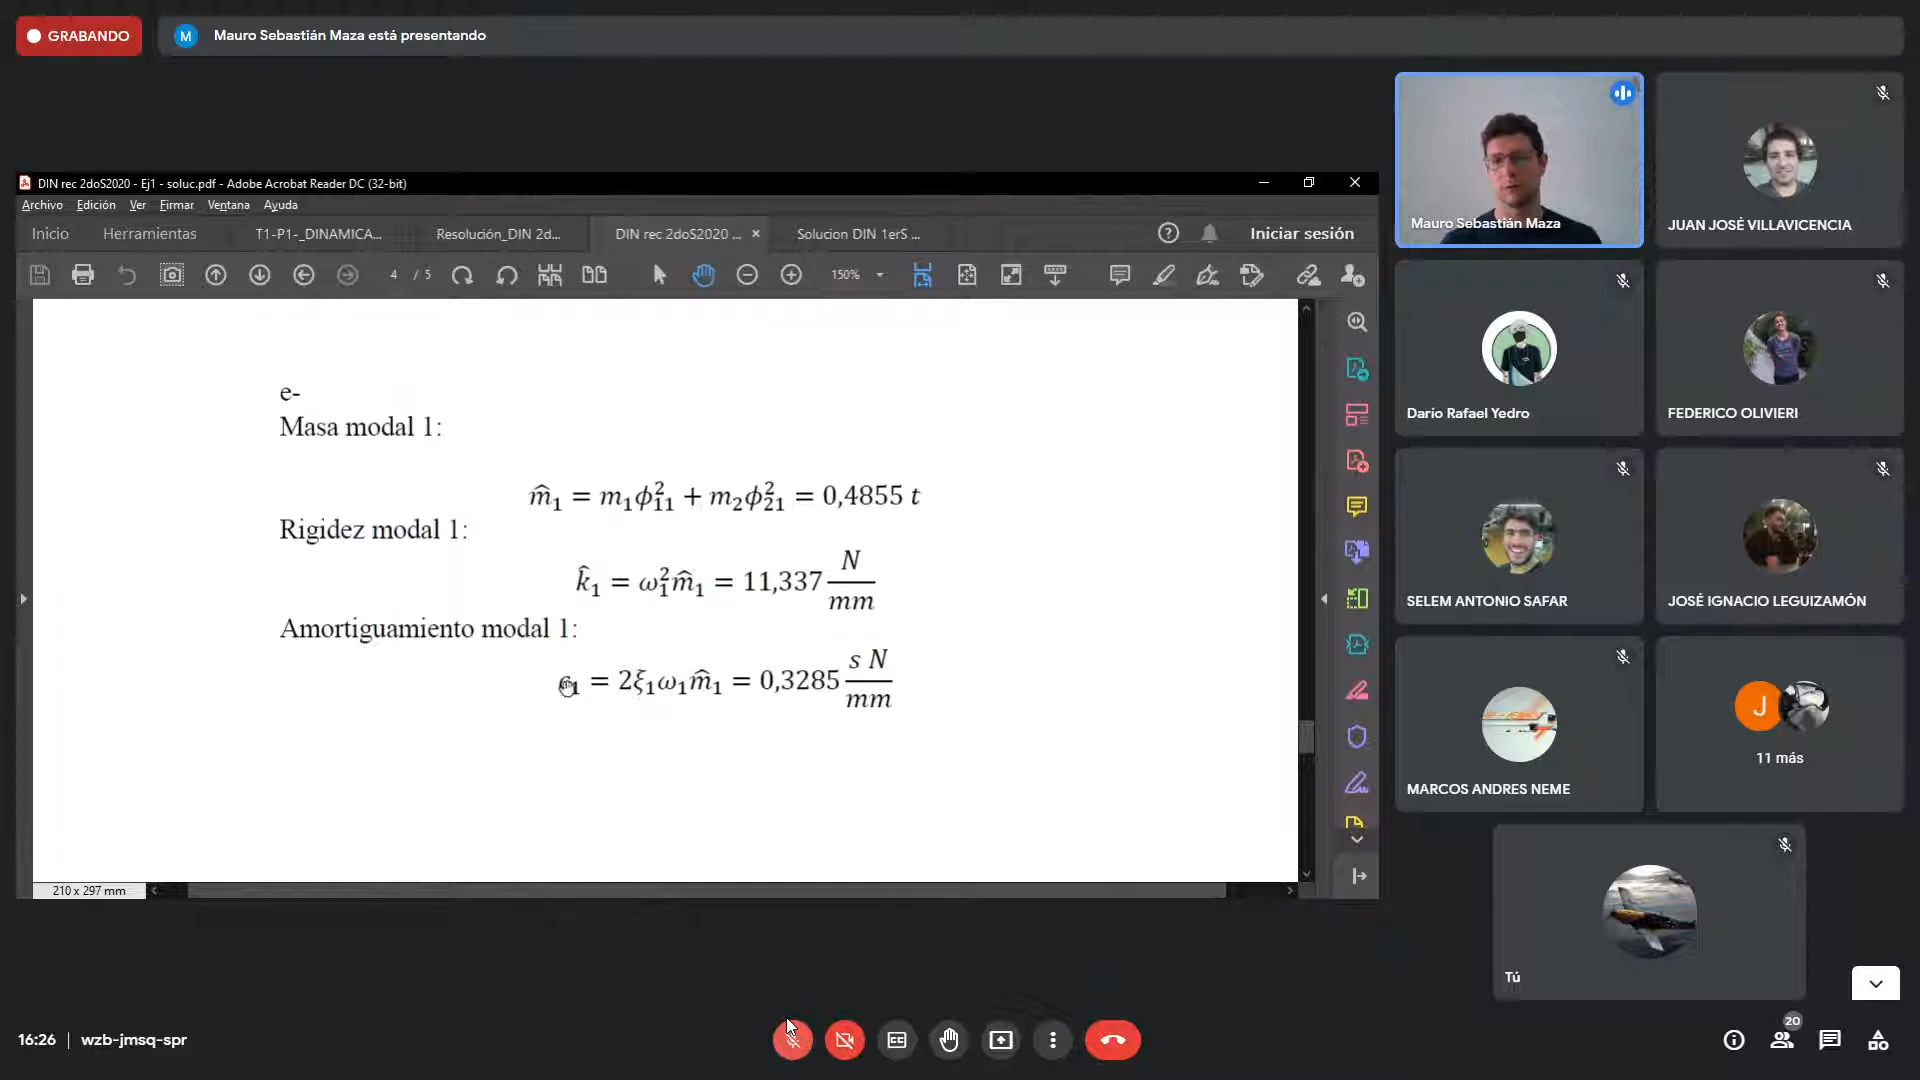 GRABANDO
M
Mauro Sebastián Maza está presentando
DIN rec 2doS2020 - Ej1 - soluc.pdf - Adobe Acrobat Reader DC (32-bit)
Archivo Edición Ver Firmar Ventana Ayuda
Inicio Herramientas T1-P1-_DINAMICA... Resolución_DIN 2d... DIN rec 2doS2020 ... × Solucion DIN 1erS ... Iniciar sesión
4 / 5 150%
e-
Masa modal 1:
m̂₁ = m₁ϕ₁₁² + m₂ϕ₂₁² = 0,4855 t
Rigidez modal 1:
k̂₁ = ω₁²m̂₁ = 11,337 N/mm
Amortiguamiento modal 1:
c₁ = 2ξ₁ω₁m̂₁ = 0,3285 s N/mm
210 x 297 mm
Mauro Sebastián Maza
JUAN JOSÉ VILLAVICENCIA
Dario Rafael Yedro
FEDERICO OLIVIERI
SELEM ANTONIO SAFAR
JOSÉ IGNACIO LEGUIZAMÓN
MARCOS ANDRES NEME
J
11 más
Tú
16:26 | wzb-jmsq-spr
20